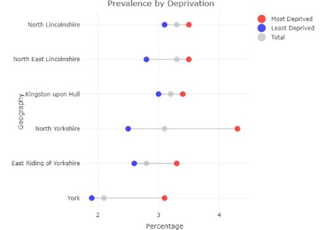 Prevalence by Deprivation
North Lincolnshire
North East Lincolnshire
Kingston upon Hull
North Yorkshire
East Riding of Yorkshire
York
Geography
2
3
4
Percentage
Most Deprived
Least Deprived
Total